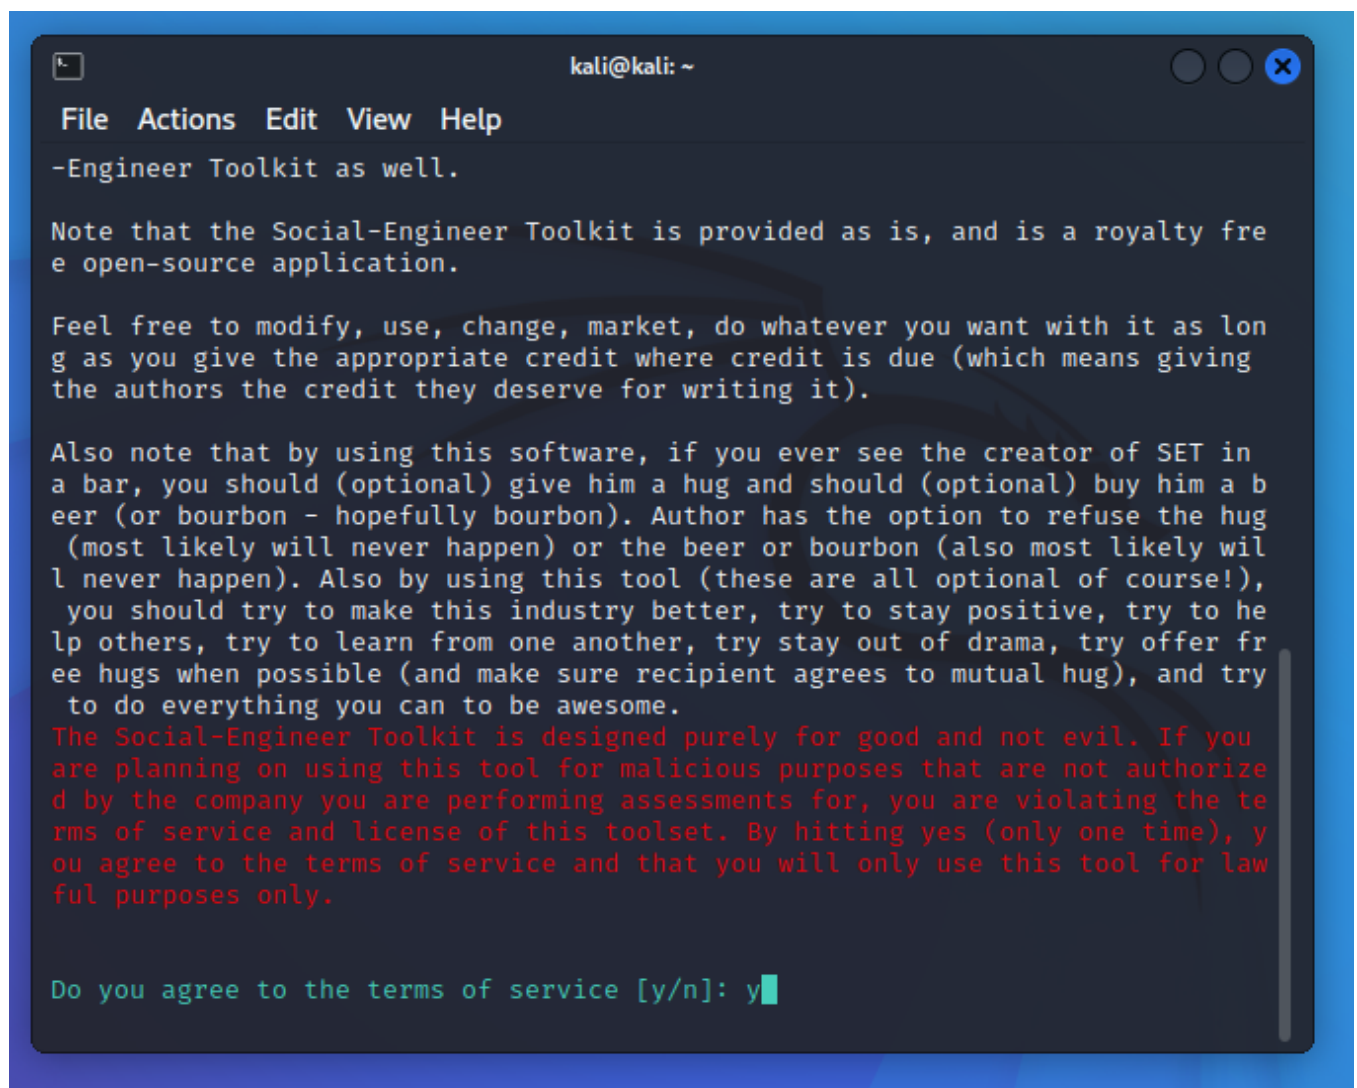 kali@kali: ~
File Actions Edit View Help
-Engineer Toolkit as well.
Note that the Social-Engineer Toolkit is provided as is, and is a royalty fre
e open-source application.
Feel free to modify, use, change, market, do whatever you want with it as lon
g as you give the appropriate credit where credit is due (which means giving
the authors the credit they deserve for writing it).
Also note that by using this software, if you ever see the creator of SET in
a bar, you should (optional) give him a hug and should (optional) buy him a b
eer (or bourbon - hopefully bourbon). Author has the option to refuse the hug
(most likely will never happen) or the beer or bourbon (also most likely wil
l never happen). Also by using this tool (these are all optional of course!),
you should try to make this industry better, try to stay positive, try to he
lp others, try to learn from one another, try stay out of drama, try offer fr
ee hugs when possible (and make sure recipient agrees to mutual hug), and try
to do everything you can to be awesome.
The Social-Engineer Toolkit is designed purely for good and not evil. If you
are planning on using this tool for malicious purposes that are not authorize
d by the company you are performing assessments for, you are violating the te
rms of service and license of this toolset. By hitting yes (only one time), y
ou agree to the terms of service and that you will only use this tool for law
ful purposes only.
Do you agree to the terms of service [y/n]: y